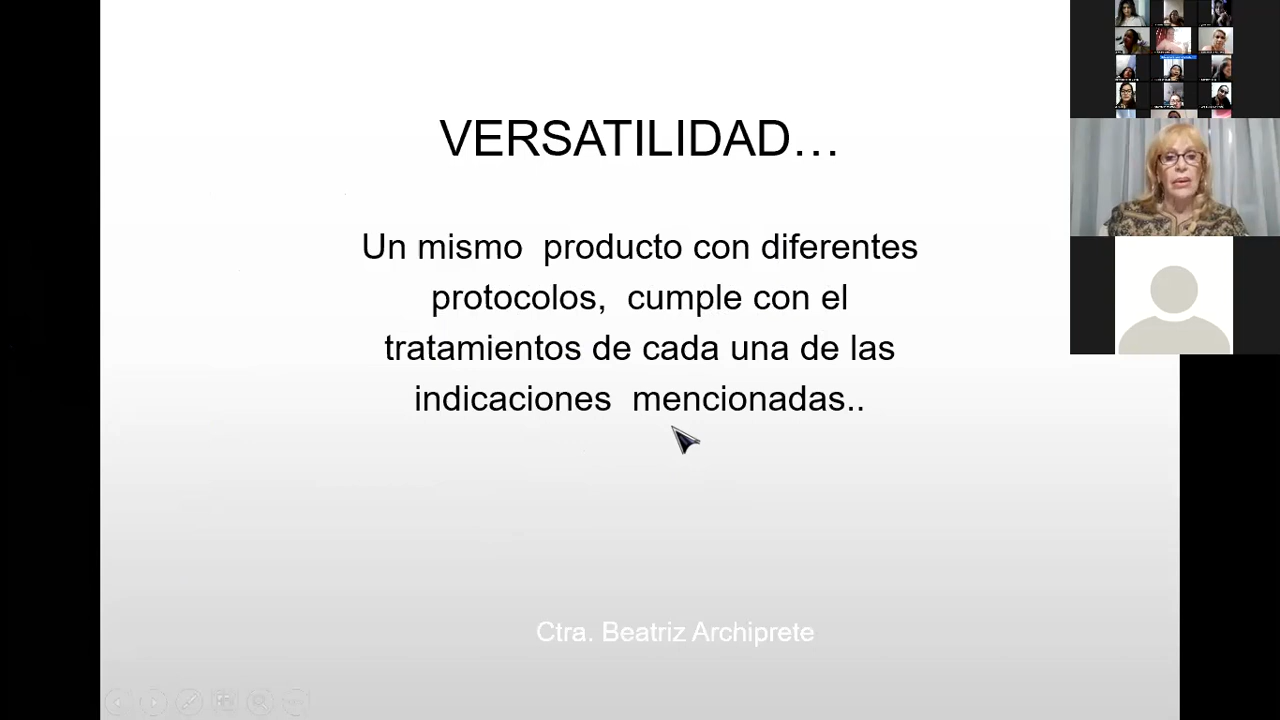 VERSATILIDAD…
Un mismo producto con diferentes
protocolos, cumple con el
tratamientos de cada una de las
indicaciones mencionadas..
Ctra. Beatriz Archiprete